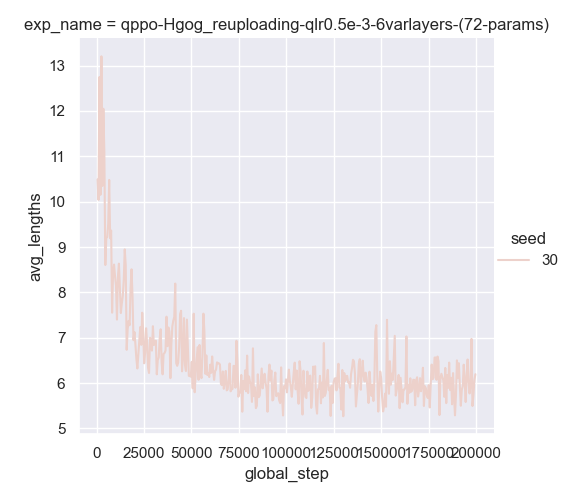 exp_name = qppo-Hgog_reuploading-qlr0.5e-3-6varlayers-(72-params)
13
12
11
10
9
8
7
6
5
avg_lengths
0 25000 50000 75000 100000 125000 150000 175000 200000
global_step
seed
30